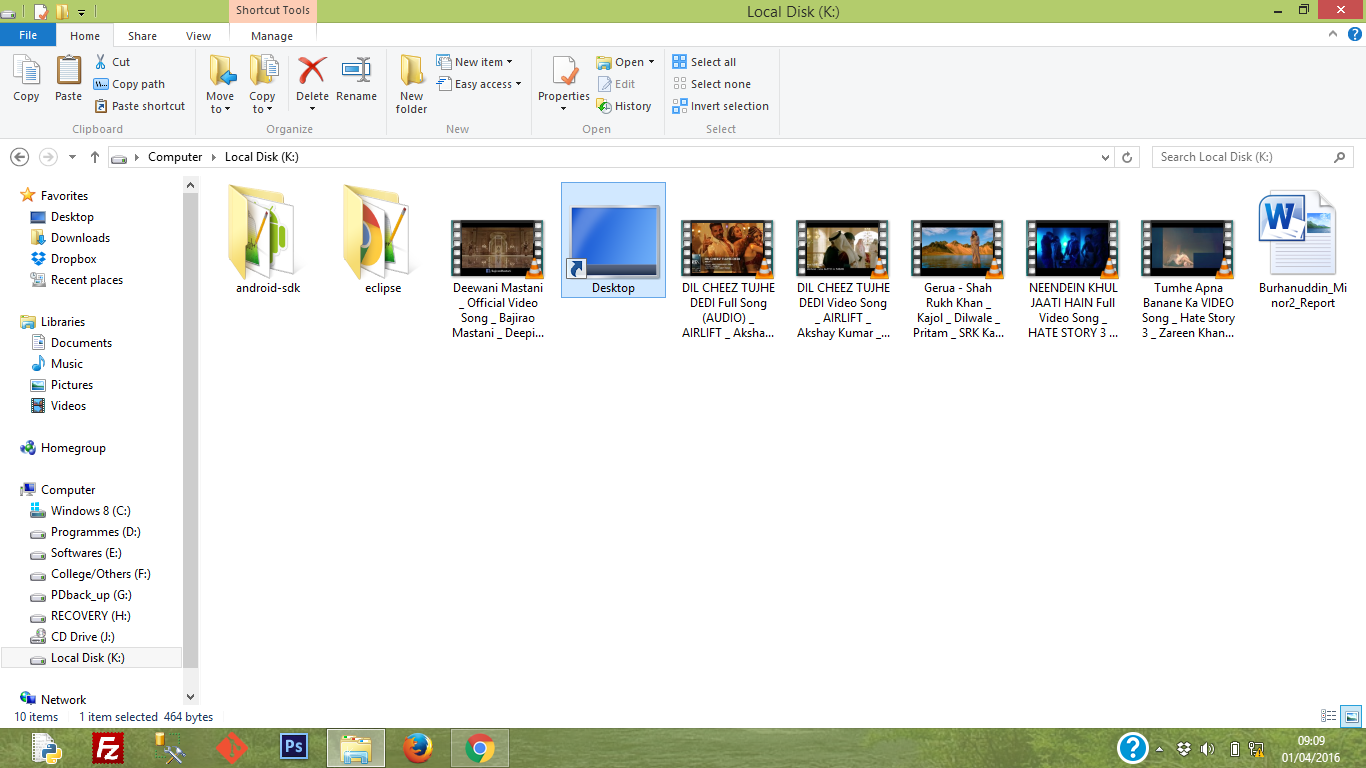 Shortcut Tools
Local Disk (K:)
File
Home
Share
View
Manage
Copy
Paste
Cut
Copy path
Paste shortcut
Clipboard
Move to
Copy to
Delete
Rename
Organize
New folder
New item
Easy access
New
Properties
Open
Edit
History
Open
Select all
Select none
Invert selection
Select
Computer
Local Disk (K:)
Search Local Disk (K:)
Favorites
Desktop
Downloads
Dropbox
Recent places
Libraries
Documents
Music
Pictures
Videos
Homegroup
Computer
Windows 8 (C:)
Programmes (D:)
Softwares (E:)
College/Others (F:)
PDback_up (G:)
RECOVERY (H:)
CD Drive (J:)
Local Disk (K:)
Network
android-sdk
eclipse
Deewani Mastani
_ Official Video
Song _ Bajirao
Mastani _ Deepi...
Desktop
DIL CHEEZ TUJHE
DEDI Full Song
(AUDIO) _
AIRLIFT _ Aksha...
DIL CHEEZ TUJHE
DEDI Video Song
_ AIRLIFT _
Akshay Kumar _...
Gerua - Shah
Rukh Khan _
Kajol _ Dilwale _
Pritam _ SRK Ka...
NEENDEIN KHUL
JAATI HAIN Full
Video Song _
HATE STORY 3 ...
Tumhe Apna
Banane Ka VIDEO
Song _ Hate Story
3 _ Zareen Khan...
W
Burhanuddin_Mi
nor2_Report
10 items
1 item selected 464 bytes
Fz
Ps
?
09:09
01/04/2016